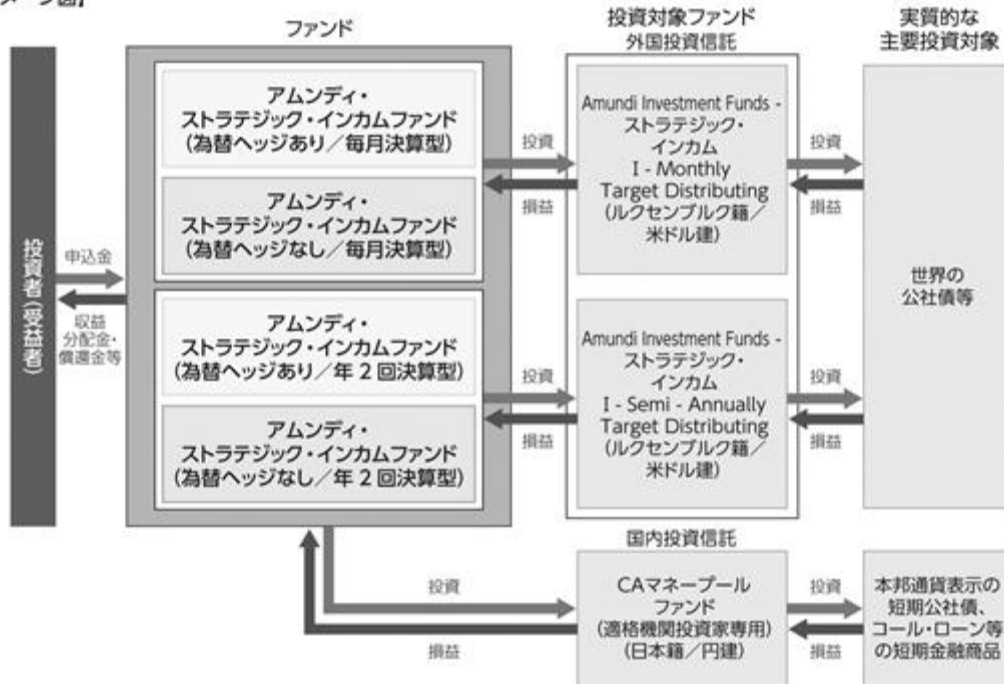 ファンド
投資対象ファンド
外国投資信託
実質的な
主要投資対象
投資者(受益者)
申込金
収益
分配金・
償還金等
アムンディ・
ストラテジック・インカムファンド
(為替ヘッジあり/毎月決算型)
アムンディ・
ストラテジック・インカムファンド
(為替ヘッジなし/毎月決算型)
アムンディ・
ストラテジック・インカムファンド
(為替ヘッジあり/年2回決算型)
アムンディ・
ストラテジック・インカムファンド
(為替ヘッジなし/年2回決算型)
投資
損益
Amundi Investment Funds -
ストラテジック・
インカム
I - Monthly
Target Distributing
(ルクセンブルク籍/
米ドル建)
投資
損益
投資
損益
Amundi Investment Funds -
ストラテジック・
インカム
I - Semi - Annually
Target Distributing
(ルクセンブルク籍/
米ドル建)
投資
損益
世界の
公社債等
国内投資信託
投資
損益
CAマネープール
ファンド
(適格機関投資家専用)
(日本籍/円建)
投資
損益
本邦通貨表示の
短期公社債、
コール・ローン等
の短期金融商品